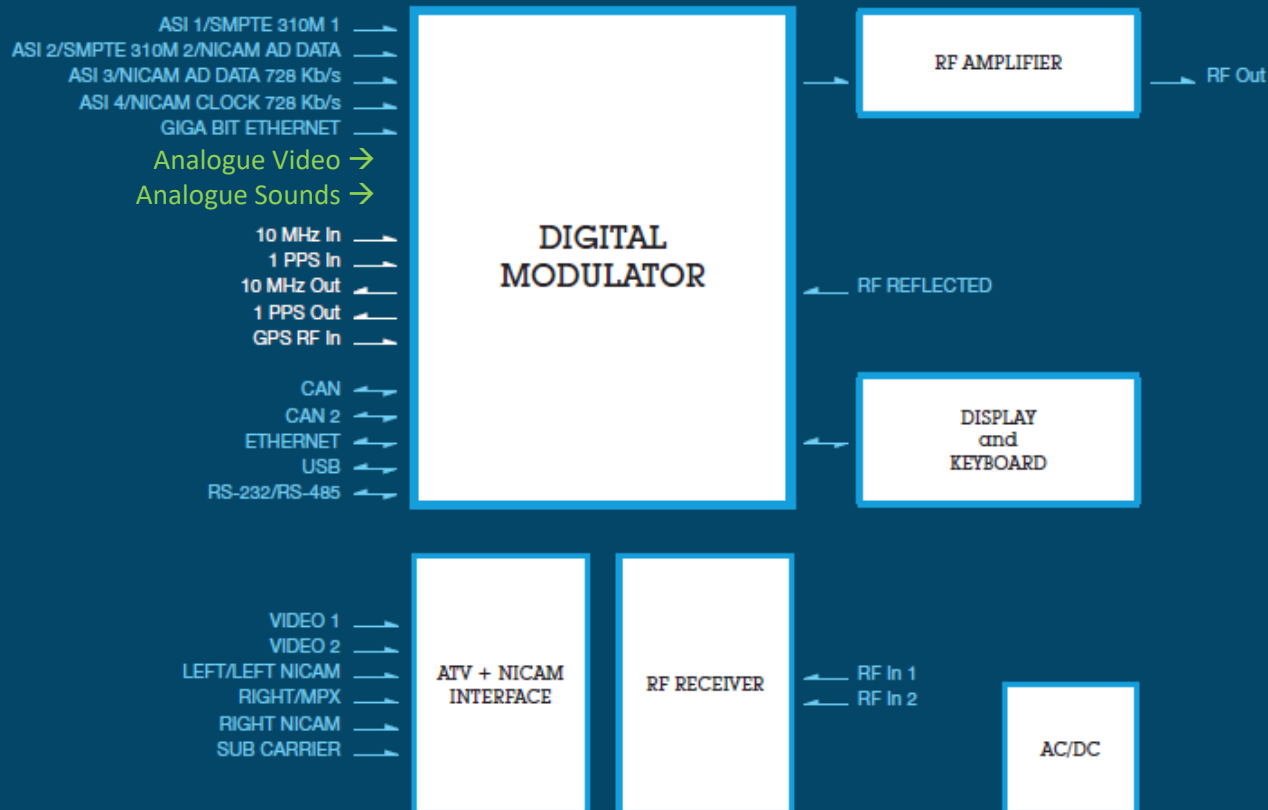 ASI 1/SMPTE 310M 1
ASI 2/SMPTE 310M 2/NICAM AD DATA
ASI 3/NICAM AD DATA 728 Kb/s
ASI 4/NICAM CLOCK 728 Kb/s
GIGA BIT ETHERNET
Analogue Video →
Analogue Sounds →
10 MHz In
1 PPS In
10 MHz Out
1 PPS Out
GPS RF In
CAN
CAN 2
ETHERNET
USB
RS-232/RS-485
DIGITAL
MODULATOR
RF AMPLIFIER
RF Out
RF REFLECTED
DISPLAY
and
KEYBOARD
VIDEO 1
VIDEO 2
LEFT/LEFT NICAM
RIGHT/MPX
RIGHT NICAM
SUB CARRIER
ATV + NICAM
INTERFACE
RF RECEIVER
RF In 1
RF In 2
AC/DC